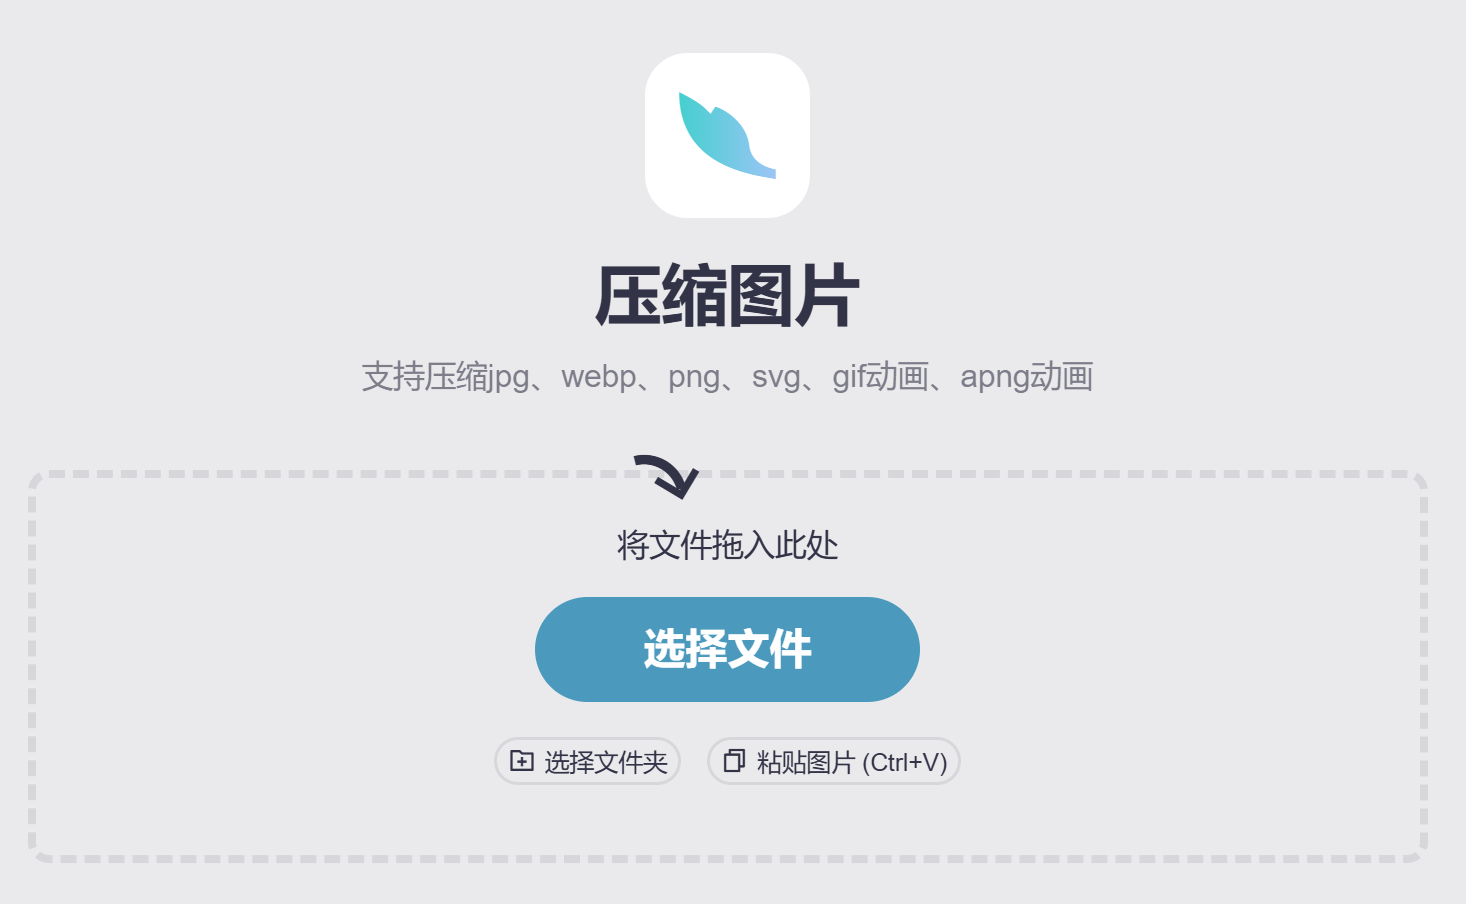 压缩图片
支持压缩jpg、webp、png、svg、gif动画、apng动画
将文件拖入此处
选择文件
选择文件夹
粘贴图片 (Ctrl+V)